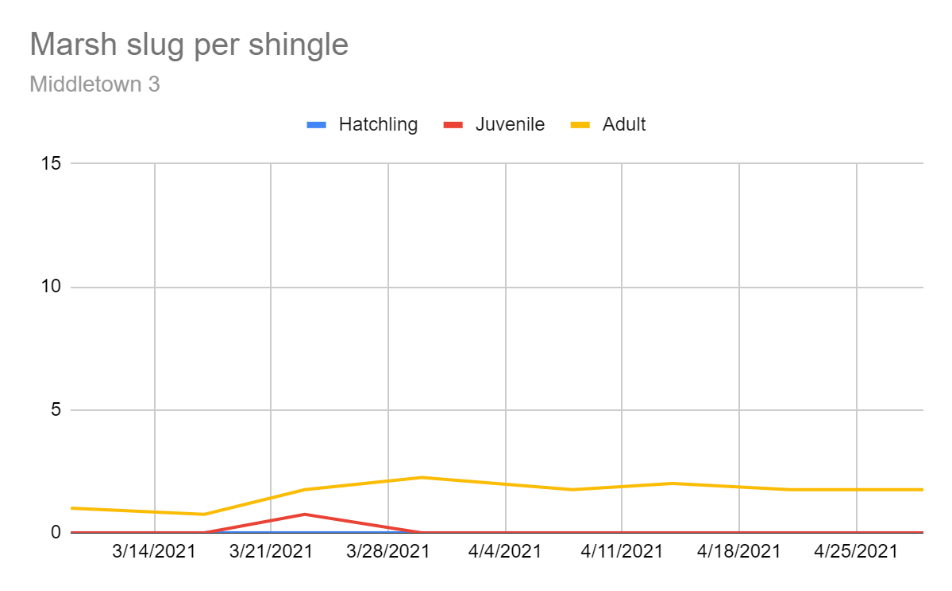 Marsh slug per shingle
Middletown 3
Hatchling Juvenile Adult
15
10
5
0
3/14/2021 3/21/2021 3/28/2021 4/4/2021 4/11/2021 4/18/2021 4/25/2021